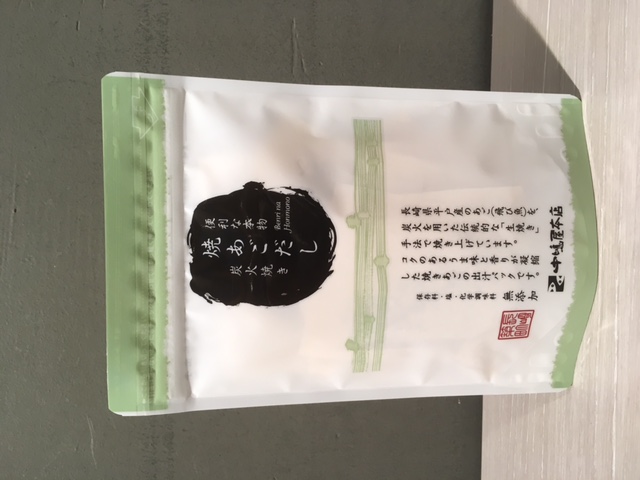 便利な本物
Benri na
Honmono
焼あごだし
炭火焼き
長崎県平戸産のあご(飛び魚)を、
炭火を用いた伝統的な「生焼き」
手法で焼き上げています。
コクのあるうま味と香りが凝縮
した焼きあごの出汁パックです。
保存料・塩・化学調味料
無添加
中嶋屋本店